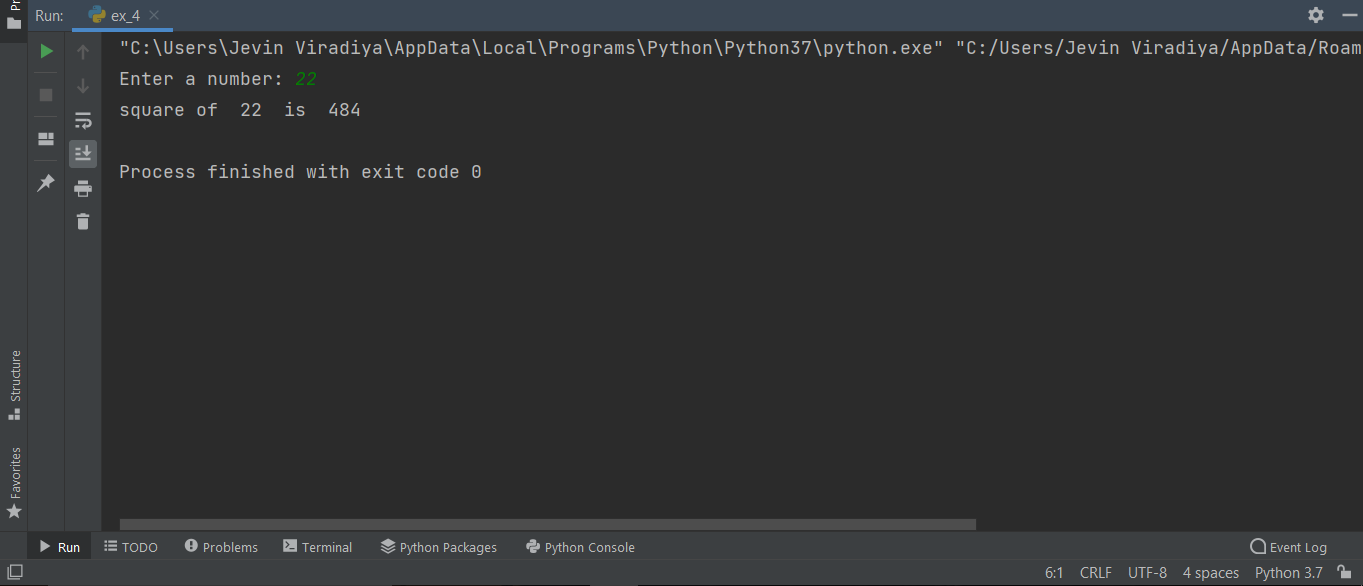 Pr
Run: ex_4
"C:\Users\Jevin Viradiya\AppData\Local\Programs\Python\Python37\python.exe" "C:/Users/Jevin Viradiya/AppData/Roam
Enter a number: 22
square of  22  is  484
Process finished with exit code 0
Structure
Favorites
Run TODO Problems Terminal Python Packages Python Console Event Log
6:1 CRLF UTF-8 4 spaces Python 3.7